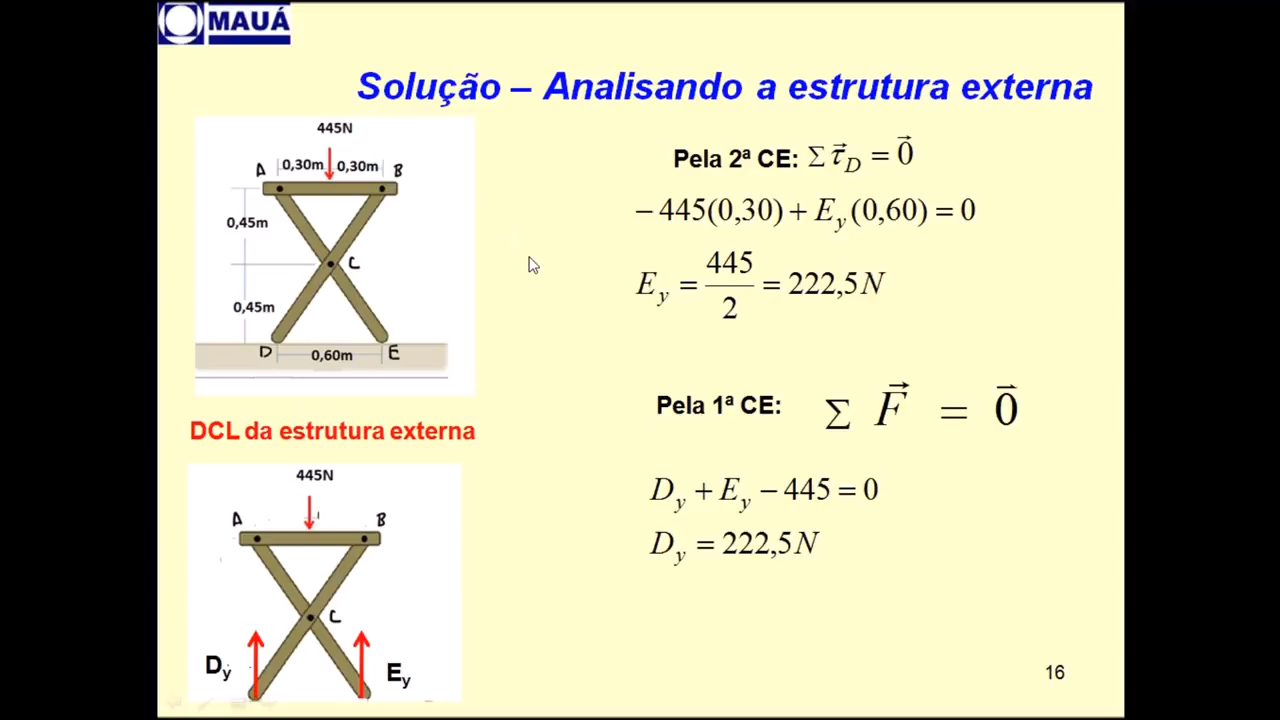 MAUÁ
Solução – Analisando a estrutura externa
445N
A 0,30m 0,30m B
0,45m
C
0,45m
D 0,60m E
DCL da estrutura externa
445N
A B
C
Dy Ey
Pela 2ª CE: Σ τ⃗_D = 0⃗
− 445(0,30) + E_y(0,60) = 0
E_y = 445/2 = 222,5N
Pela 1ª CE: Σ F⃗ = 0⃗
D_y + E_y − 445 = 0
D_y = 222,5N
16